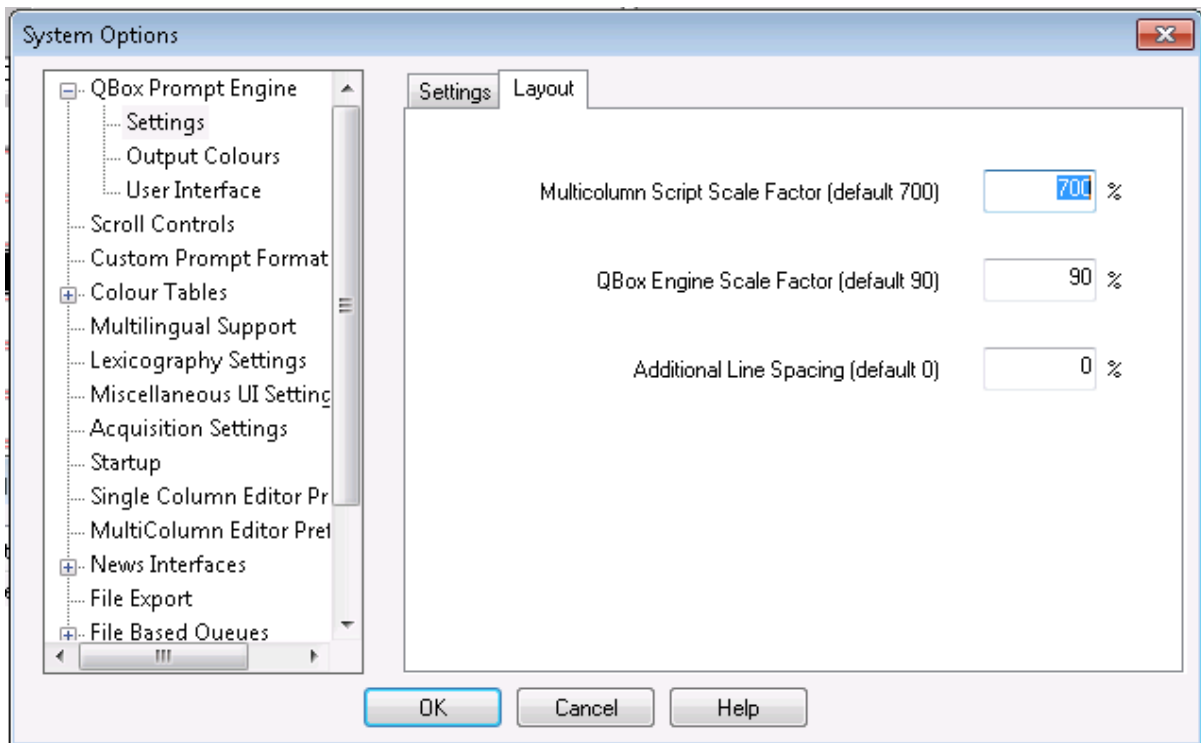 System Options
QBox Prompt Engine
Settings
Output Colours
User Interface
Scroll Controls
Custom Prompt Format
Colour Tables
Multilingual Support
Lexicography Settings
Miscellaneous UI Setting
Acquisition Settings
Startup
Single Column Editor Pr
MultiColumn Editor Pref
News Interfaces
File Export
File Based Queues
Settings Layout
Multicolumn Script Scale Factor (default 700) 700 %
QBox Engine Scale Factor (default 90) 90 %
Additional Line Spacing (default 0) 0 %
OK Cancel Help